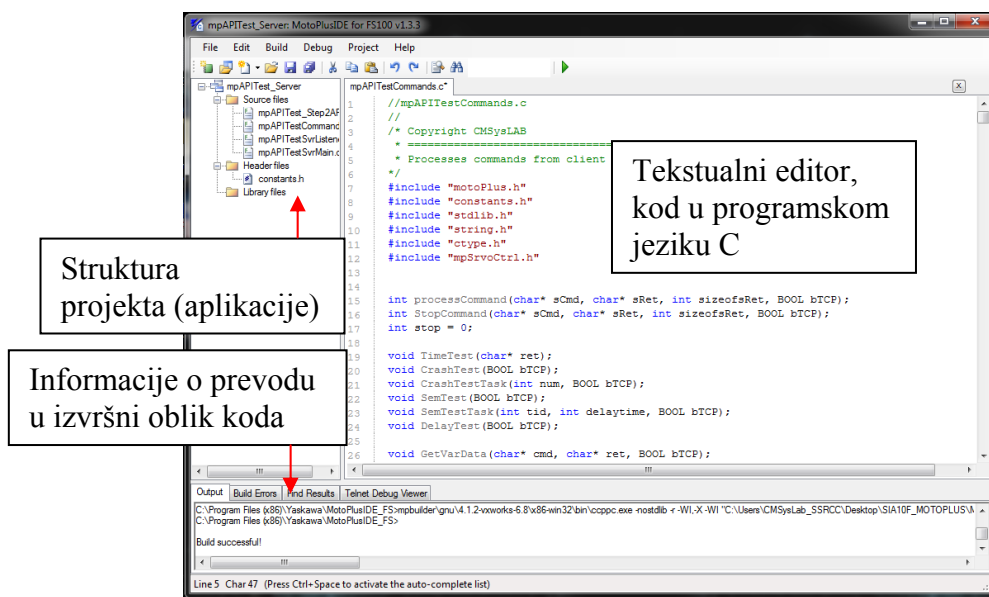 mpAPITest_Server: MotoPlusIDE for FS100 v1.3.3
File Edit Build Debug Project Help
mpAPITest_Server
Source files
mpAPITest_Step2AF
mpAPITestCommand
mpAPITestSvrListen
mpAPITestSvrMain.c
Header files
constants.h
Library files
mpAPITestCommands.c*
1 //mpAPITestCommands.c
2 //
3 /* Copyright CMSysLAB
4 * ==============================
5 * Processes commands from client
6 */
7 #include "motoPlus.h"
8 #include "constants.h"
9 #include "stdlib.h"
10 #include "string.h"
11 #include "ctype.h"
12 #include "mpSrvoCtrl.h"
13
14
15 int processCommand(char* sCmd, char* sRet, int sizeofsRet, BOOL bTCP);
16 int StopCommand(char* sCmd, char* sRet, int sizeofsRet, BOOL bTCP);
17 int stop = 0;
18
19 void TimeTest(char* ret);
20 void CrashTest(BOOL bTCP);
21 void CrashTestTask(int num, BOOL bTCP);
22 void SemTest(BOOL bTCP);
23 void SemTestTask(int tid, int delaytime, BOOL bTCP);
24 void DelayTest(BOOL bTCP);
25
26 void GetVarData(char* cmd, char* ret, BOOL bTCP);
Tekstualni editor,
kod u programskom
jeziku C
Struktura
projekta (aplikacije)
Informacije o prevodu
u izvršni oblik koda
Output Build Errors Find Results Telnet Debug Viewer
C:\Program Files (x86)\Yaskawa\MotoPlusIDE_FS>mpbuilder\gnu\4.1.2-vxworks-6.8\x86-win32\bin\ccppc.exe -nostdlib -r -WI,-X -WI "C:\Users\CMSysLab_SSRCC\Desktop\SIA10F_MOTOPLUS\M
C:\Program Files (x86)\Yaskawa\MotoPlusIDE_FS>
Build successful!
Line 5 Char 47 (Press Ctrl+Space to activate the auto-complete list)